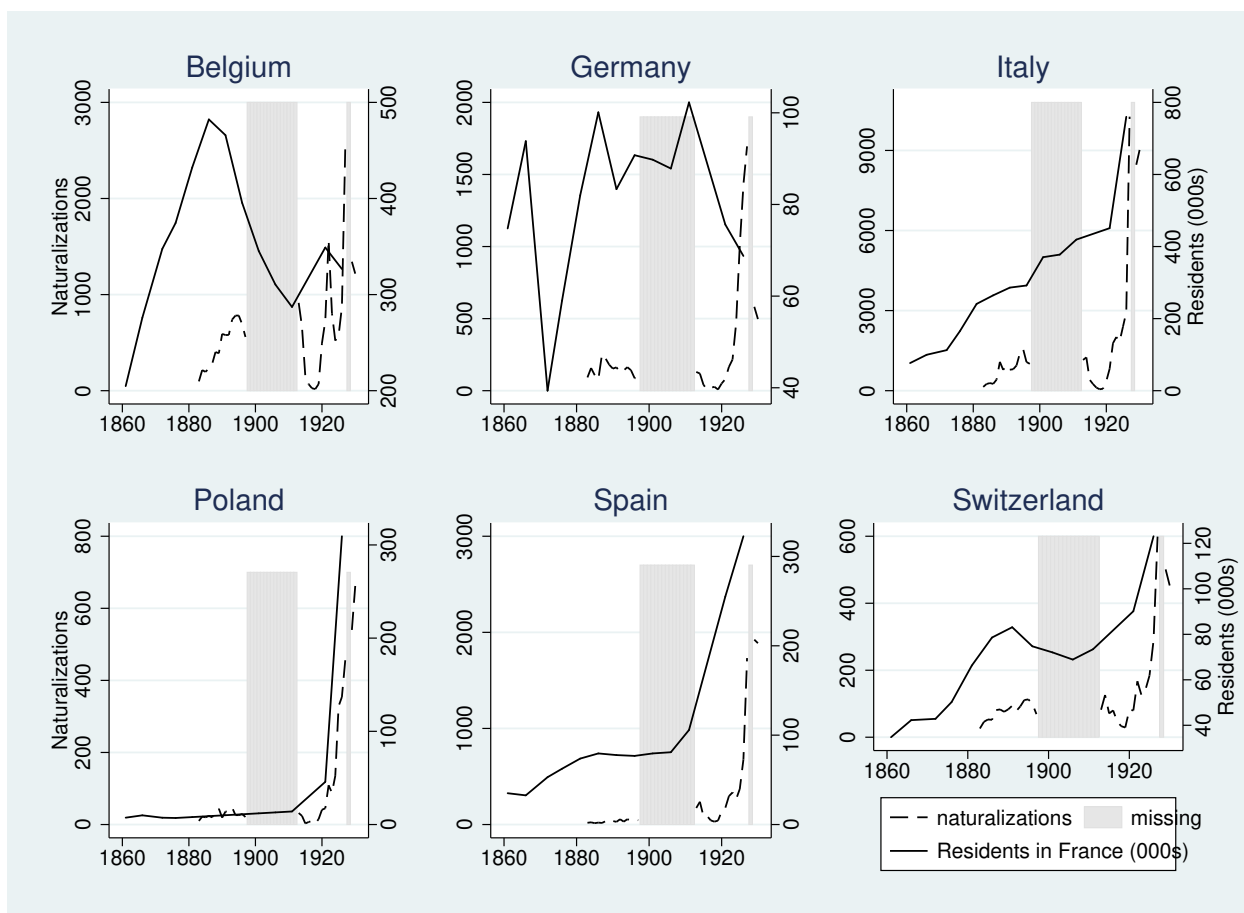 Belgium
Germany
Italy
Naturalizations
0 1000 2000 3000
200 300 400 500
1860 1880 1900 1920
0 500 1000 1500 2000
40 60 80 100
1860 1880 1900 1920
0 3000 6000 9000
0 200 400 600 800
Residents (000s)
1860 1880 1900 1920
Poland
Spain
Switzerland
Naturalizations
0 200 400 600 800
0 100 200 300
1860 1880 1900 1920
0 1000 2000 3000
0 100 200 300
1860 1880 1900 1920
0 200 400 600
40 60 80 100 120
Residents (000s)
1860 1880 1900 1920
naturalizations missing
Residents in France (000s)